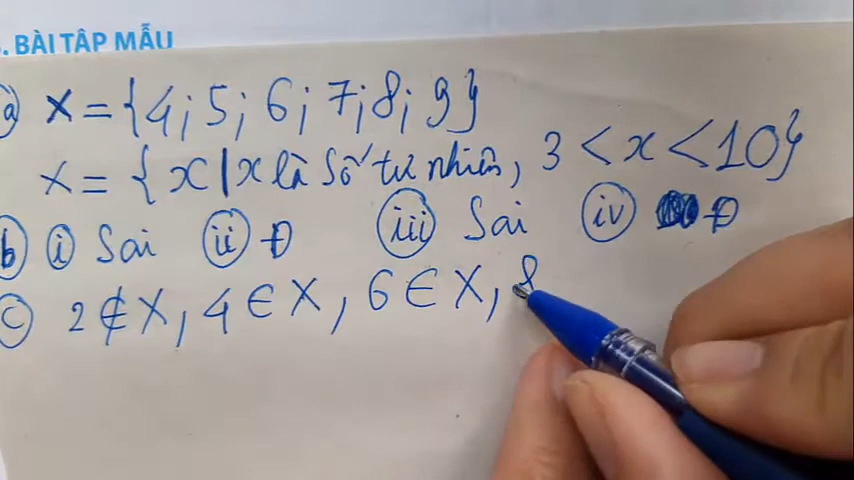 . BÀI TẬP MẪU
a X = {4; 5; 6; 7; 8; 9}
X = {x | x là số tự nhiên, 3 < x < 10}
b i Sai ii Đ iii Sai iv Đ
c 2 ∉ X, 4 ∈ X, 6 ∈ X, 8